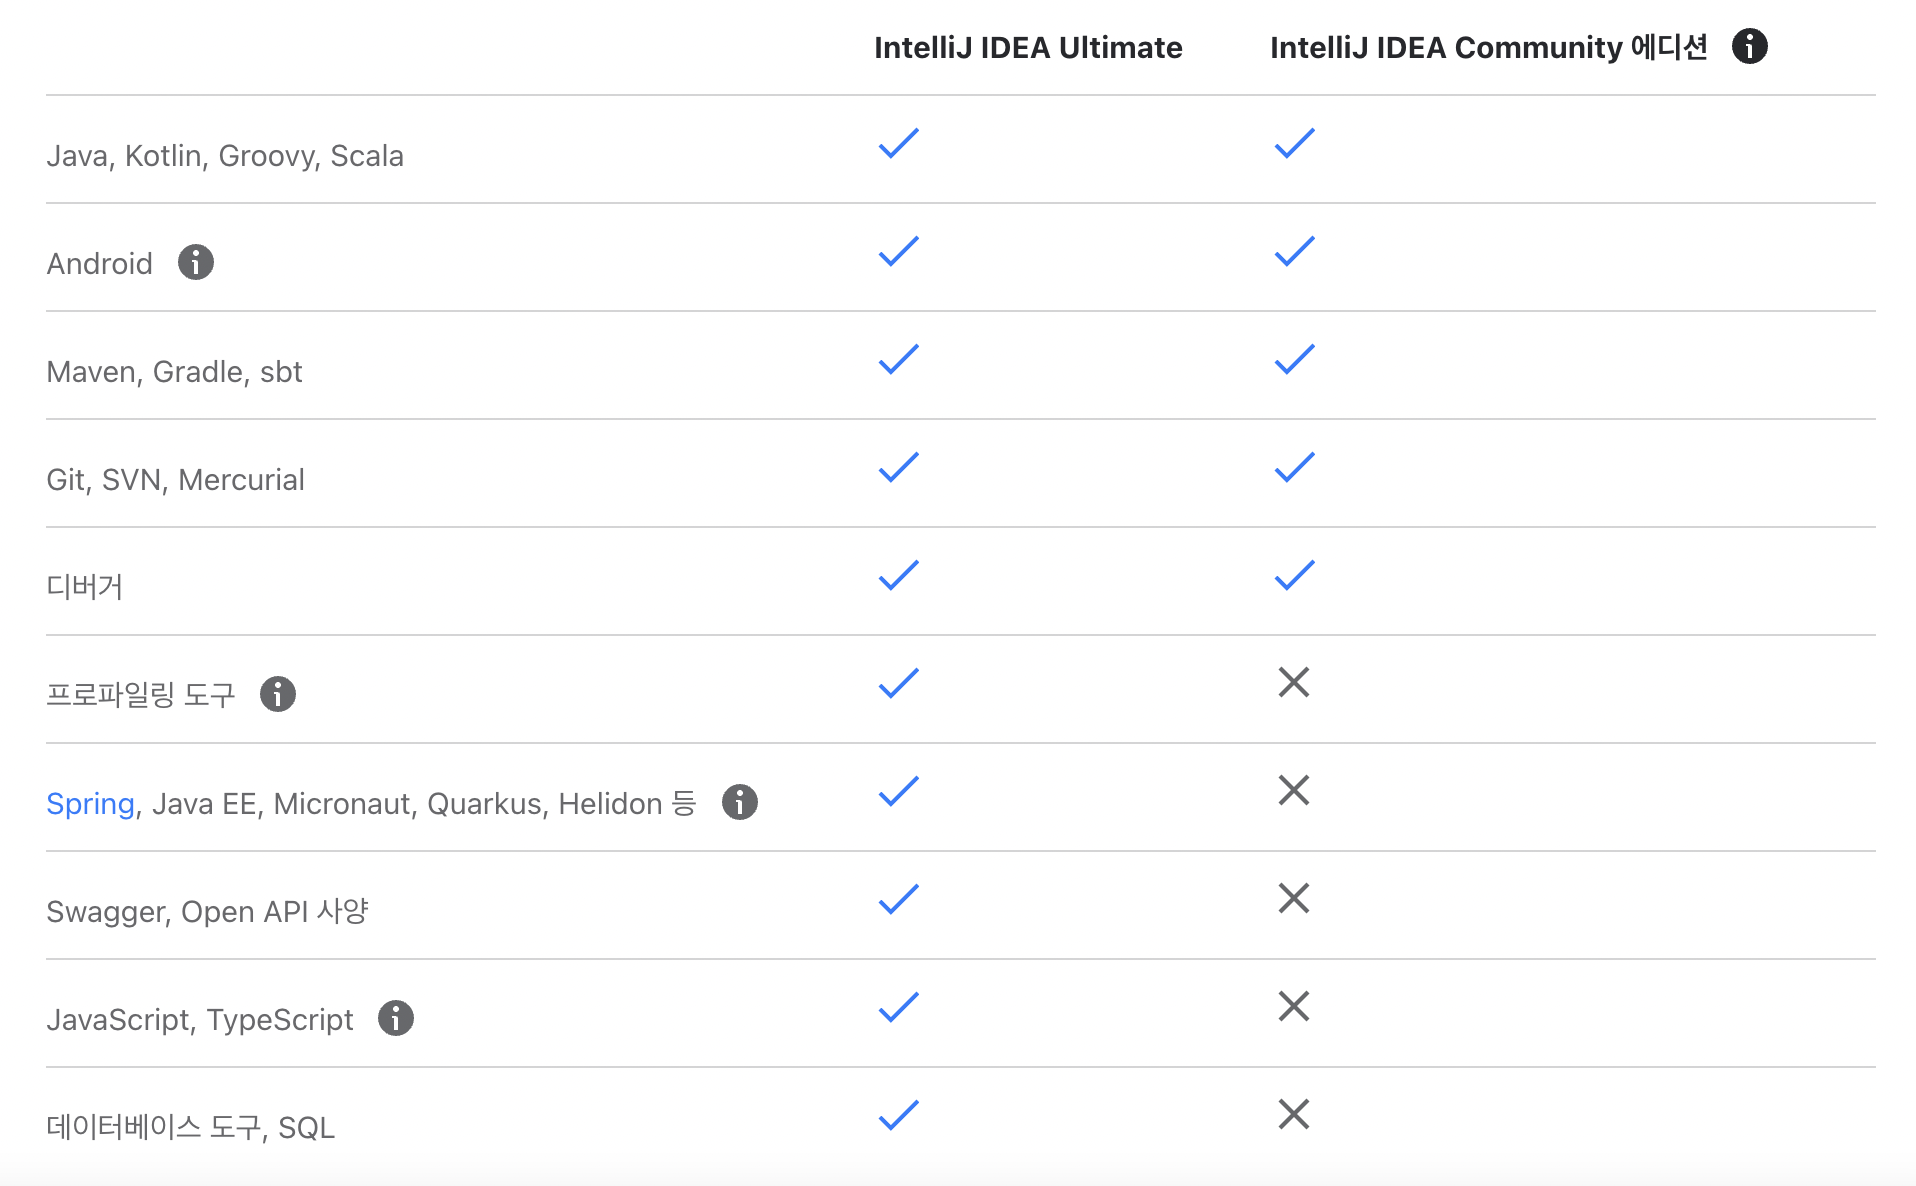 IntelliJ IDEA Ultimate IntelliJ IDEA Community 에디션
Java, Kotlin, Groovy, Scala
Android
Maven, Gradle, sbt
Git, SVN, Mercurial
디버거
프로파일링 도구
Spring, Java EE, Micronaut, Quarkus, Helidon 등
Swagger, Open API 사양
JavaScript, TypeScript
데이터베이스 도구, SQL